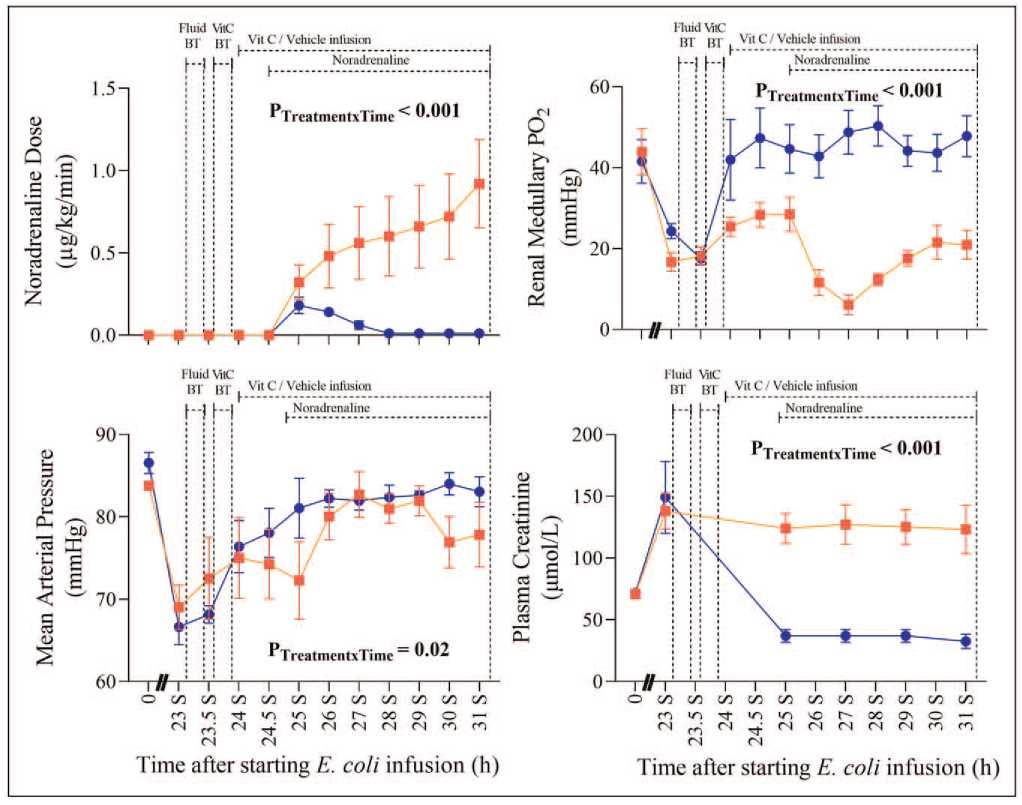 Fluid BT
VitC BT
Vit C / Vehicle infusion
Noradrenaline
P TreatmentxTime < 0.001
Noradrenaline Dose
(µg/kg/min)
1.5
1.0
0.5
0.0
Fluid BT
VitC BT
Vit C / Vehicle infusion
Noradrenaline
P TreatmentxTime < 0.001
Renal Medullary PO2
(mmHg)
60
40
20
0
Fluid BT
VitC BT
Vit C / Vehicle infusion
Noradrenaline
P TreatmentxTime = 0.02
Mean Arterial Pressure
(mmHg)
90
80
70
60
0
23 S
23.5 S
24 S
24.5 S
25 S
26 S
27 S
28 S
29 S
30 S
31 S
Time after starting E. coli infusion (h)
Fluid BT
VitC BT
Vit C / Vehicle infusion
Noradrenaline
P TreatmentxTime < 0.001
Plasma Creatinine
(µmol/L)
200
150
100
50
0
0
23 S
23.5 S
24 S
24.5 S
25 S
26 S
27 S
28 S
29 S
30 S
31 S
Time after starting E. coli infusion (h)